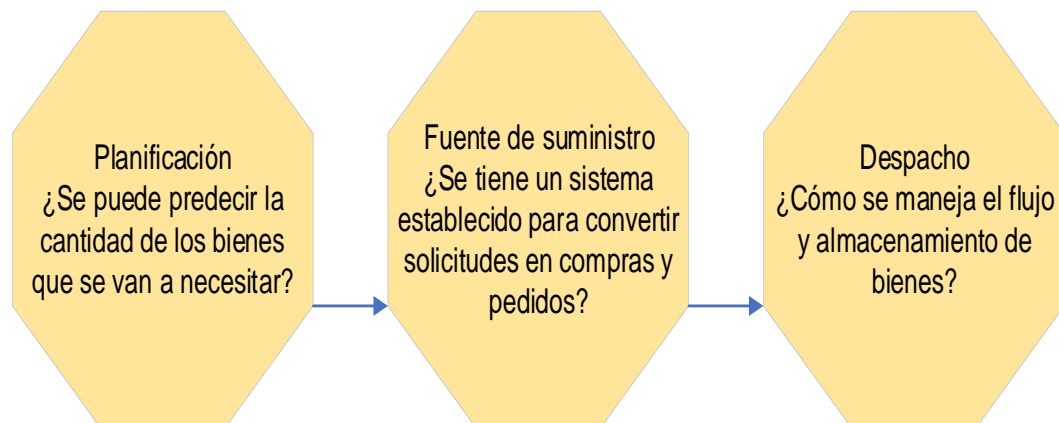 Planificación
¿Se puede predecir la
cantidad de los bienes
que se van a necesitar?
Fuente de suministro
¿Se tiene un sistema
establecido para convertir
solicitudes en compras y
pedidos?
Despacho
¿Cómo se maneja el flujo
y almacenamiento de
bienes?